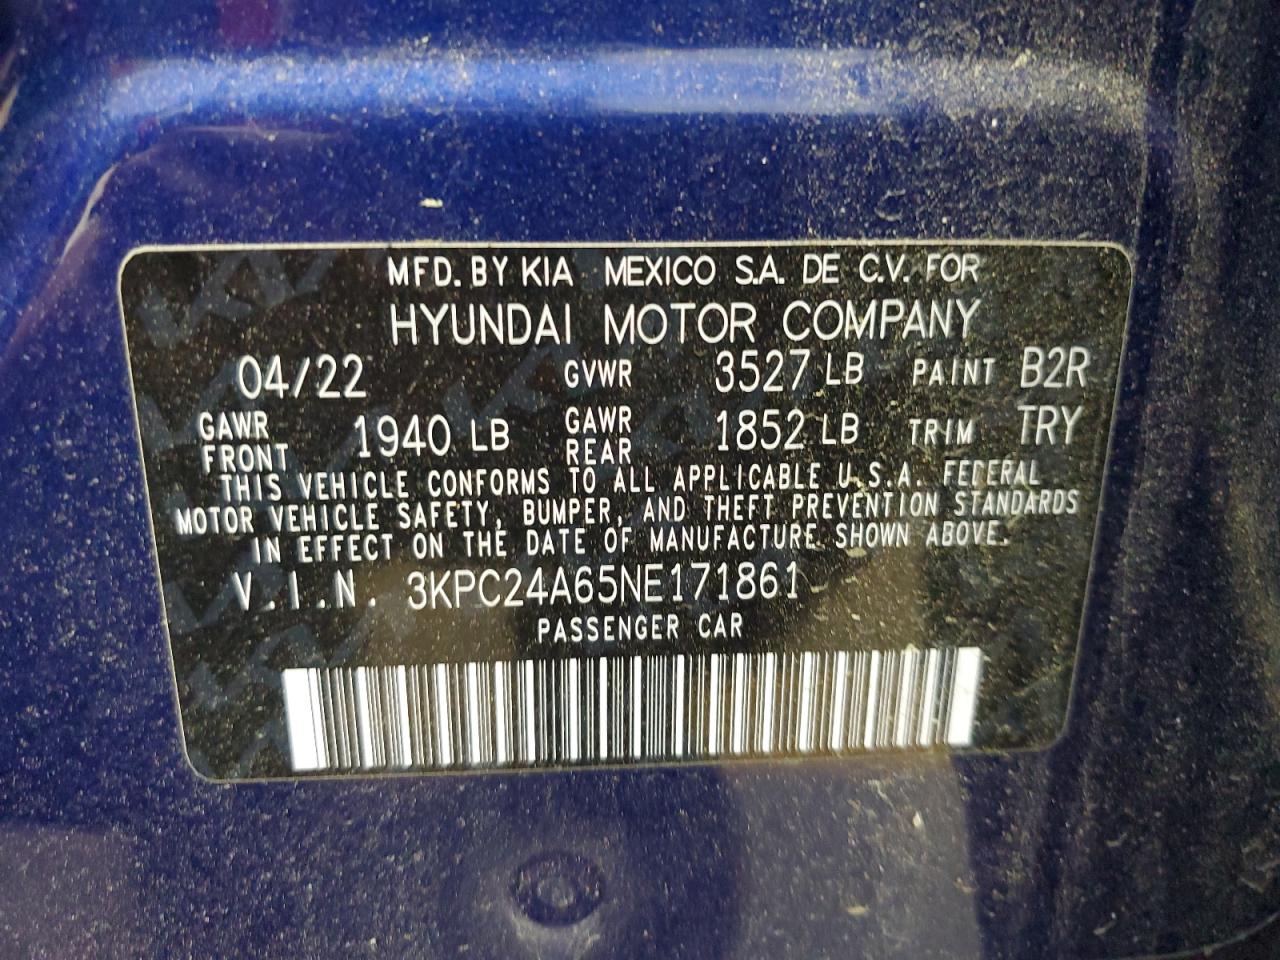 MFD. BY KIA MEXICO S.A. DE C.V. FOR
HYUNDAI MOTOR COMPANY
04/22 GVWR 3527 LB PAINT B2R
GAWR FRONT 1940 LB GAWR REAR 1852 LB TRIM TRY
THIS VEHICLE CONFORMS TO ALL APPLICABLE U.S.A. FEDERAL
MOTOR VEHICLE SAFETY, BUMPER, AND THEFT PREVENTION STANDARDS
IN EFFECT ON THE DATE OF MANUFACTURE SHOWN ABOVE.
V.I.N. 3KPC24A65NE171861
PASSENGER CAR